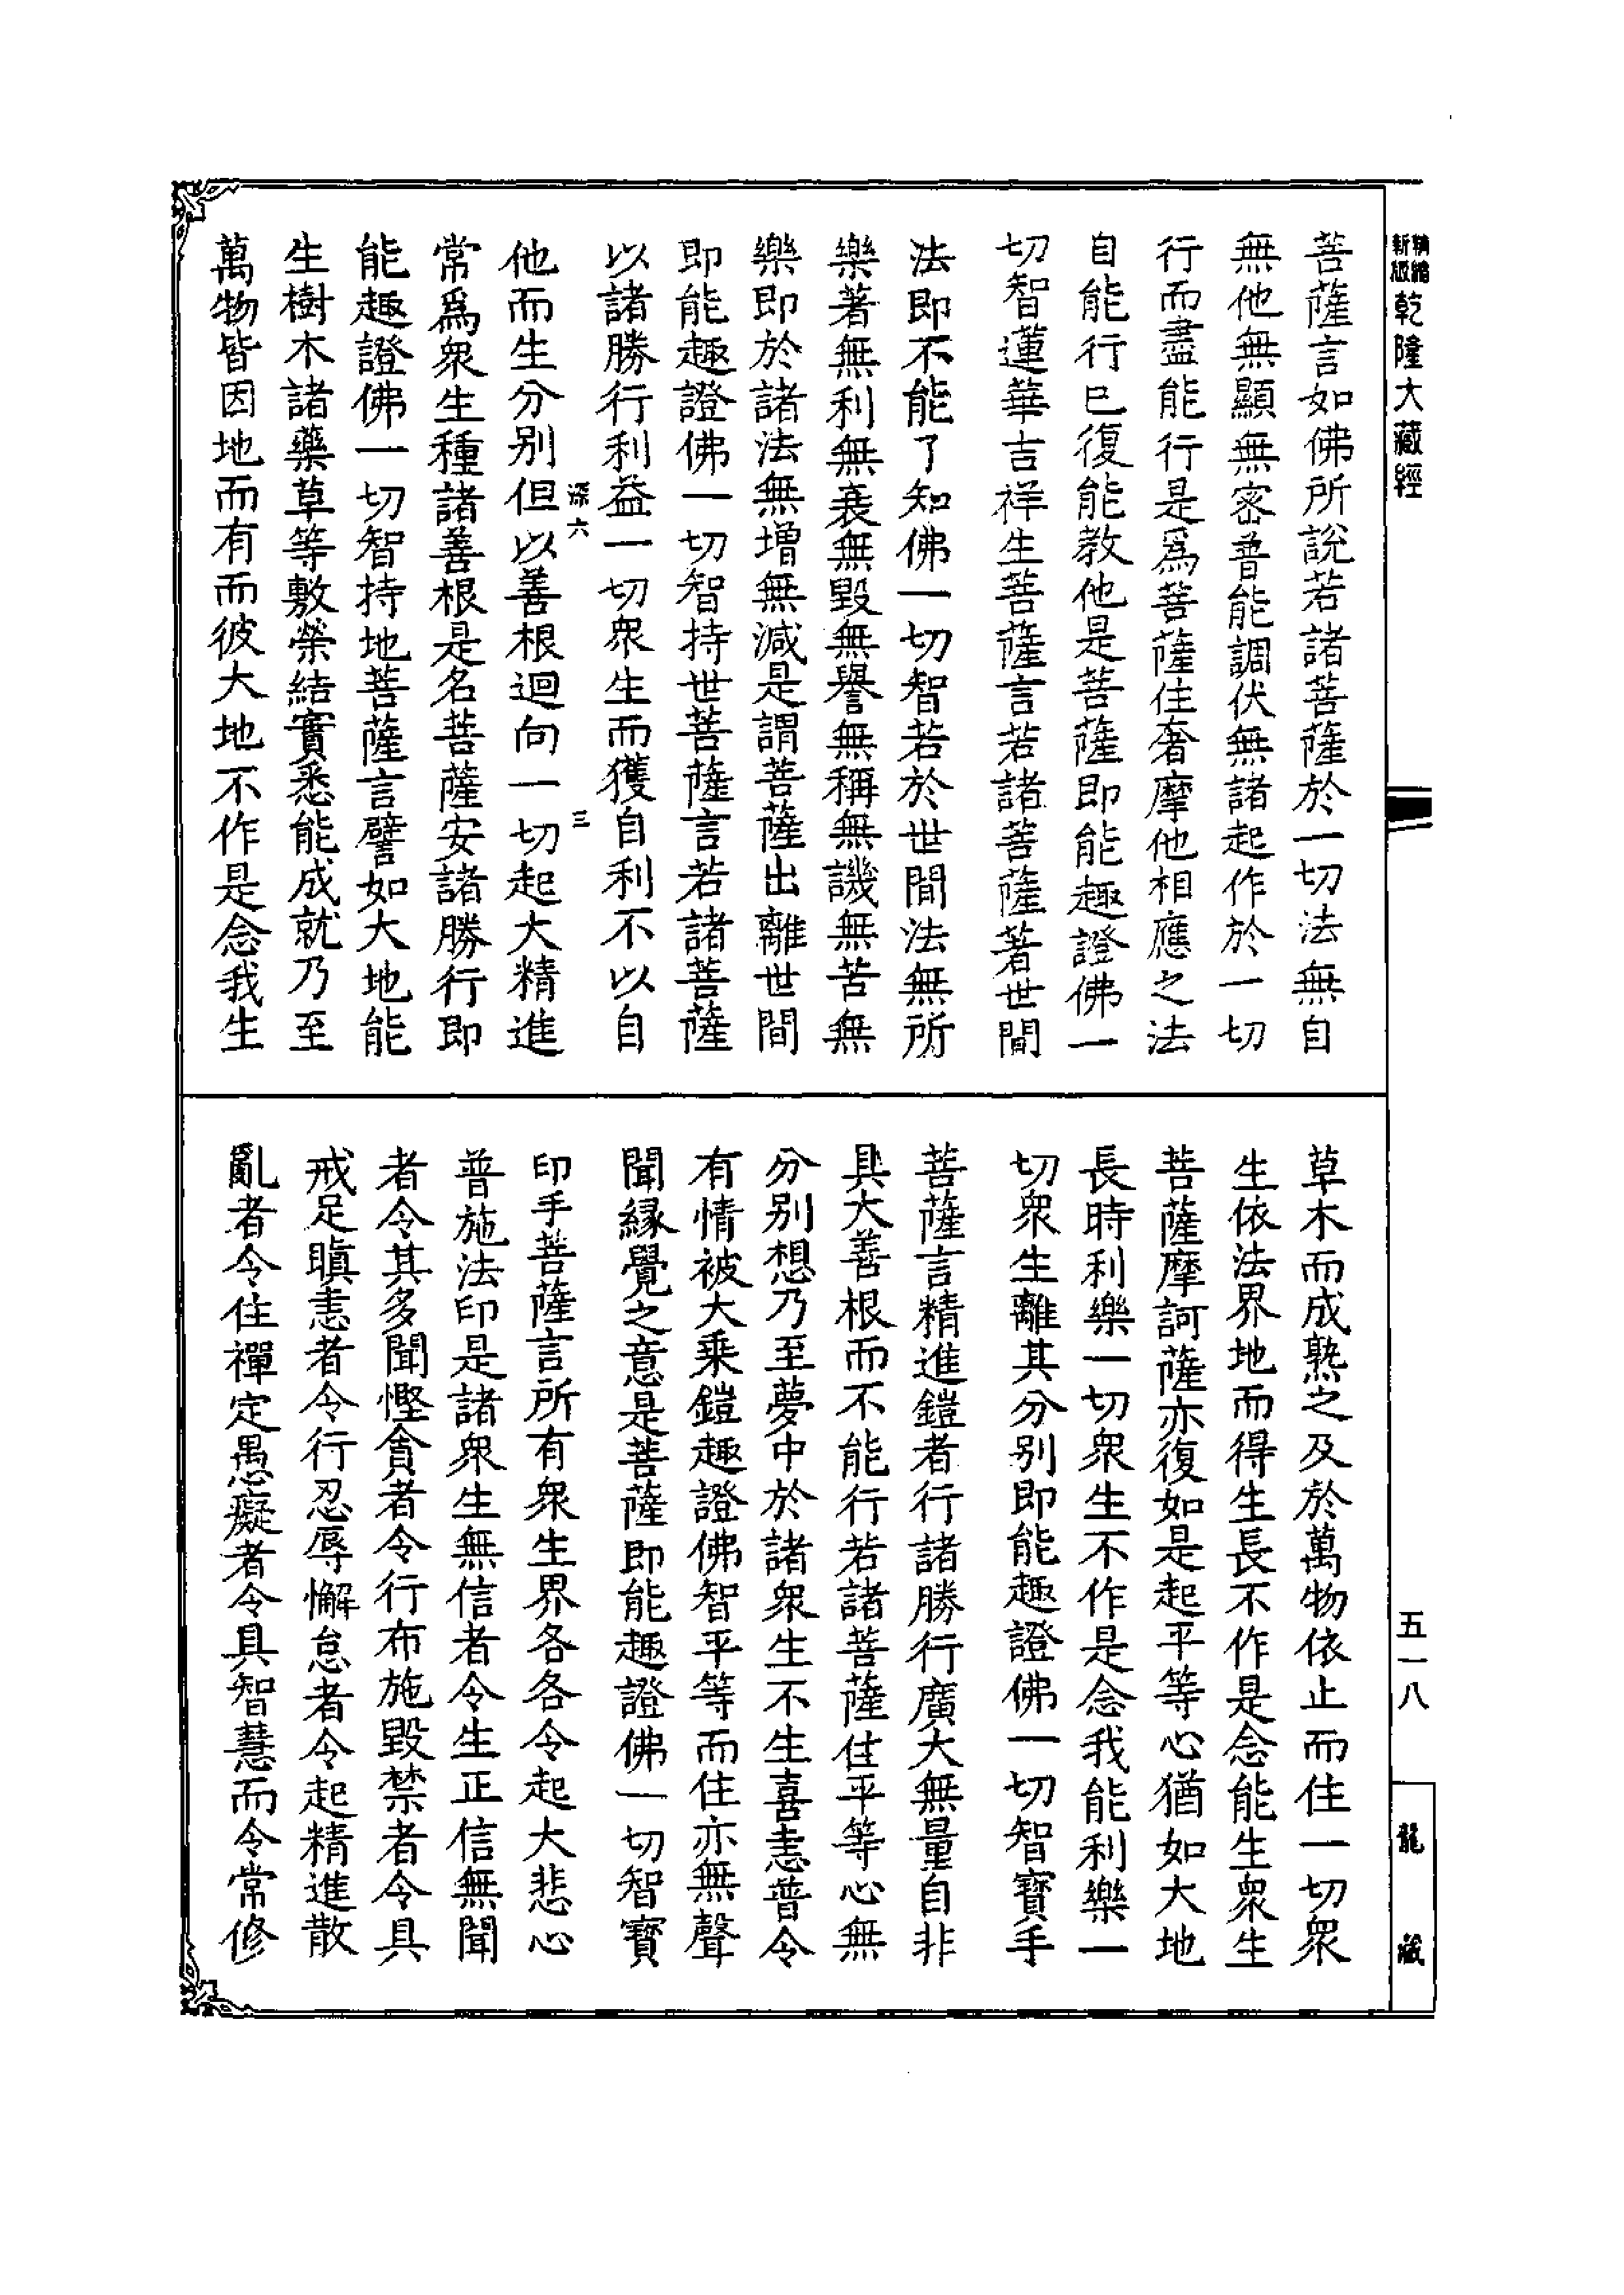 新編縮版乾隆大藏經
菩薩言如佛所說若諸菩薩於一切法無自
無他無顯無密普能調伏無諸起作於一切
行而盡能行是爲菩薩住奢摩他相應之法
自能行已復能教他是菩薩即能趣證佛一
切智蓮華吉祥生菩薩言若諸菩薩著世間
法即不能了知佛一切智若於世間法無所
樂著無利無衰無毀無譽無稱無譏無苦無
樂即於諸法無增無減是謂菩薩出離世間
即能趣證佛一切智持世菩薩言若諸菩薩
以諸勝行利益一切衆生而獲自利不以自
深六 三
他而生分別但以善根迴向一切起大精進
常爲衆生種諸善根是名菩薩安諸勝行即
能趣證佛一切智持地菩薩言譬如大地能
生樹木諸藥草等敷榮結實悉能成就乃至
萬物皆因地而有而彼大地不作是念我生
草木而成熟之及於萬物依止而住一切衆
生依法界地而得生長不作是念能生衆生
菩薩摩訶薩亦復如是起平等心猶如大地
長時利樂一切衆生不作是念我能利樂一
切衆生離其分別即能趣證佛一切智寶手
菩薩言精進鎧者行諸勝行廣大無量自非
具大善根而不能行若諸菩薩住平等心無
分別想乃至夢中於諸衆生不生喜恚普令
有情被大乘鎧趣證佛智平等而住亦無聲
聞緣覺之意是菩薩即能趣證佛一切智寶
印手菩薩言所有衆生界各各令起大悲心
普施法印是諸衆生無信者令生正信無聞
者令其多聞慳貪者令行布施毀禁者令具
戒足瞋恚者令行忍辱懈怠者令起精進散
亂者令住禪定愚癡者令具智慧而令常修
五一八
龍藏